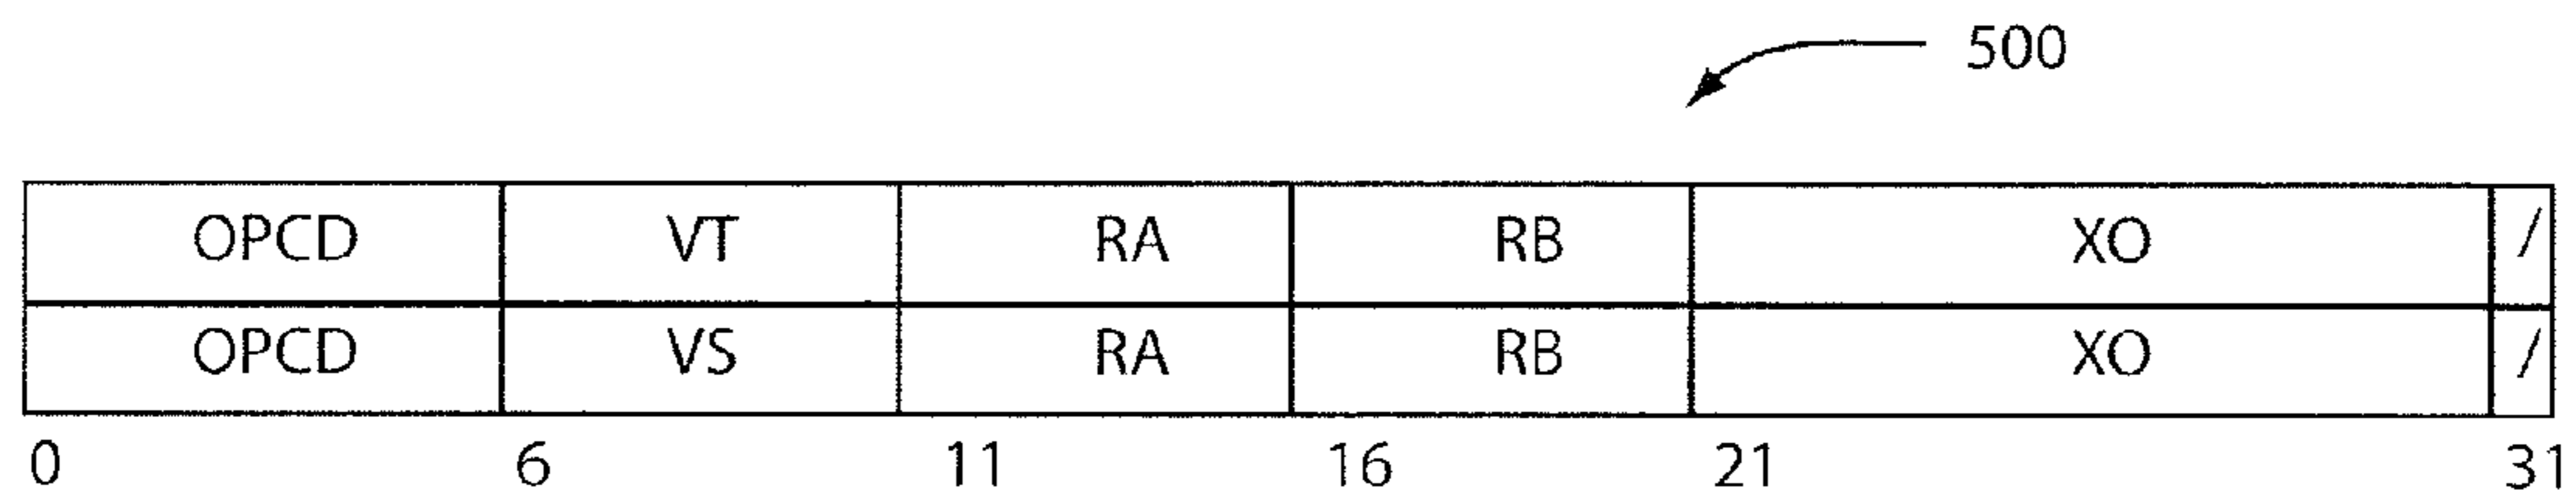 500
OPCD VT RA RB XO /
OPCD VS RA RB XO /
0 6 11 16 21 31